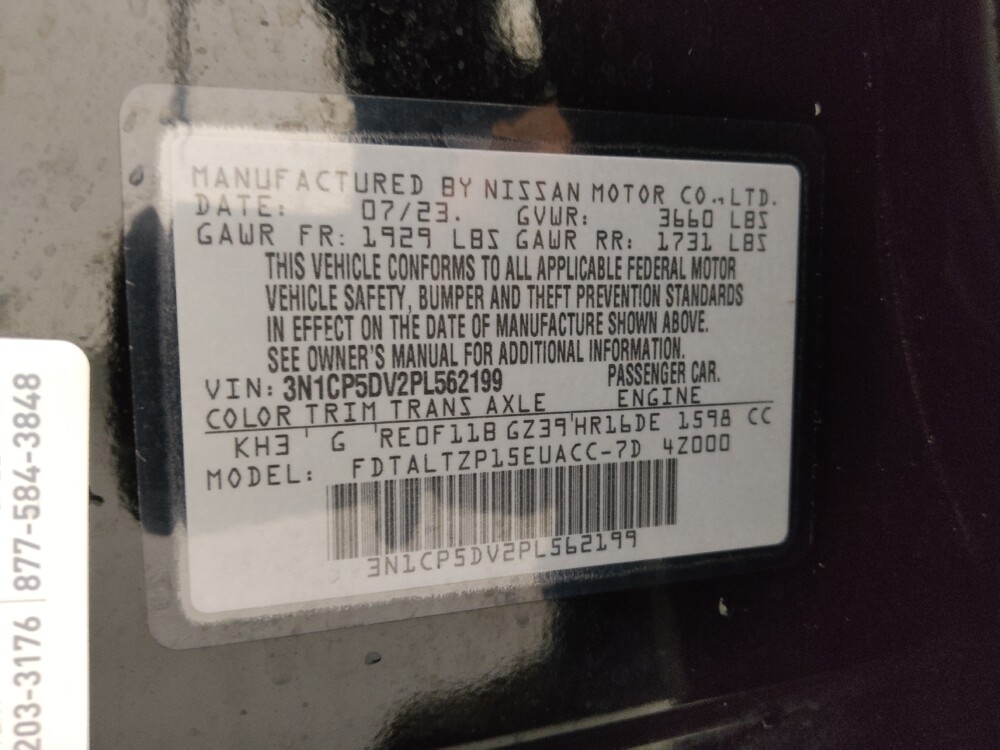 MANUFACTURED BY NISSAN MOTOR CO., LTD.
DATE: 07/23. GVWR: 3660 LBS
GAWR FR: 1929 LBS GAWR RR: 1731 LBS
THIS VEHICLE CONFORMS TO ALL APPLICABLE FEDERAL MOTOR
VEHICLE SAFETY, BUMPER AND THEFT PREVENTION STANDARDS
IN EFFECT ON THE DATE OF MANUFACTURE SHOWN ABOVE.
SEE OWNER'S MANUAL FOR ADDITIONAL INFORMATION.
VIN: 3N1CP5DV2PL562199 PASSENGER CAR.
COLOR TRIM TRANS AXLE ENGINE
KH3 ' G 'RE0F11B GZ39'HR16DE 1598 CC
MODEL: FDTALTZP15EUACC-7D 4Z000
3N1CP5DV2PL562199
203-3176 | 877-584-3848